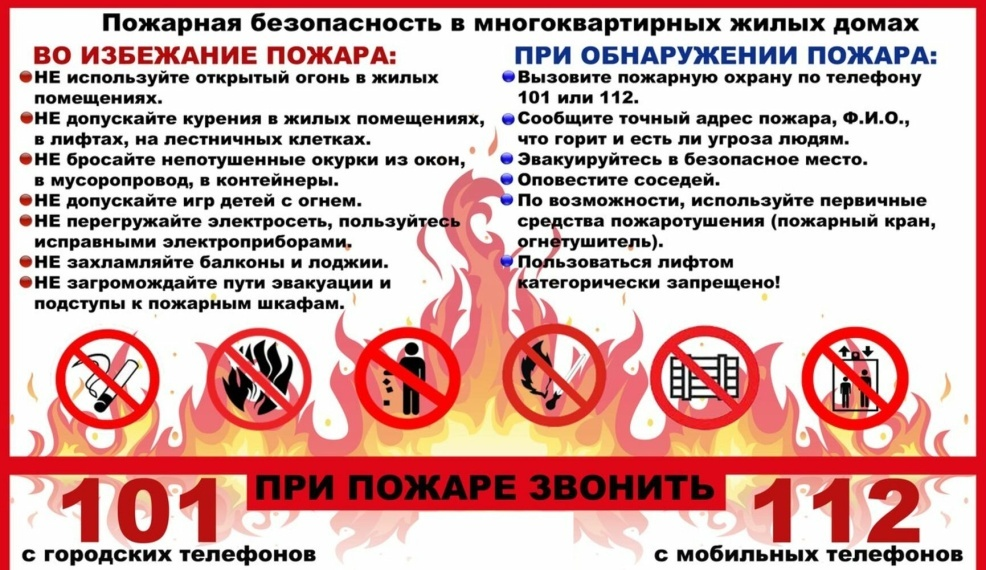 Пожарная безопасность в многоквартирных жилых домах
ВО ИЗБЕЖАНИЕ ПОЖАРА:
НЕ используйте открытый огонь в жилых
помещениях.
НЕ допускайте курения в жилых помещениях,
в лифтах, на лестничных клетках.
НЕ бросайте непотушенные окурки из окон,
в мусоропровод, в контейнеры.
НЕ допускайте игр детей с огнем.
НЕ перегружайте электросеть, пользуйтесь
исправными электроприборами.
НЕ захламляйте балконы и лоджии.
НЕ загромождайте пути эвакуации и
подступы к пожарным шкафам.
ПРИ ОБНАРУЖЕНИИ ПОЖАРА:
Вызовите пожарную охрану по телефону
101 или 112.
Сообщите точный адрес пожара, Ф.И.О.,
что горит и есть ли угроза людям.
Эвакуируйтесь в безопасное место.
Оповестите соседей.
По возможности, используйте первичные
средства пожаротушения (пожарный кран,
огнетушитель).
Пользоваться лифтом
категорически запрещено!
ПРИ ПОЖАРЕ ЗВОНИТЬ
101
с городских телефонов
112
с мобильных телефонов